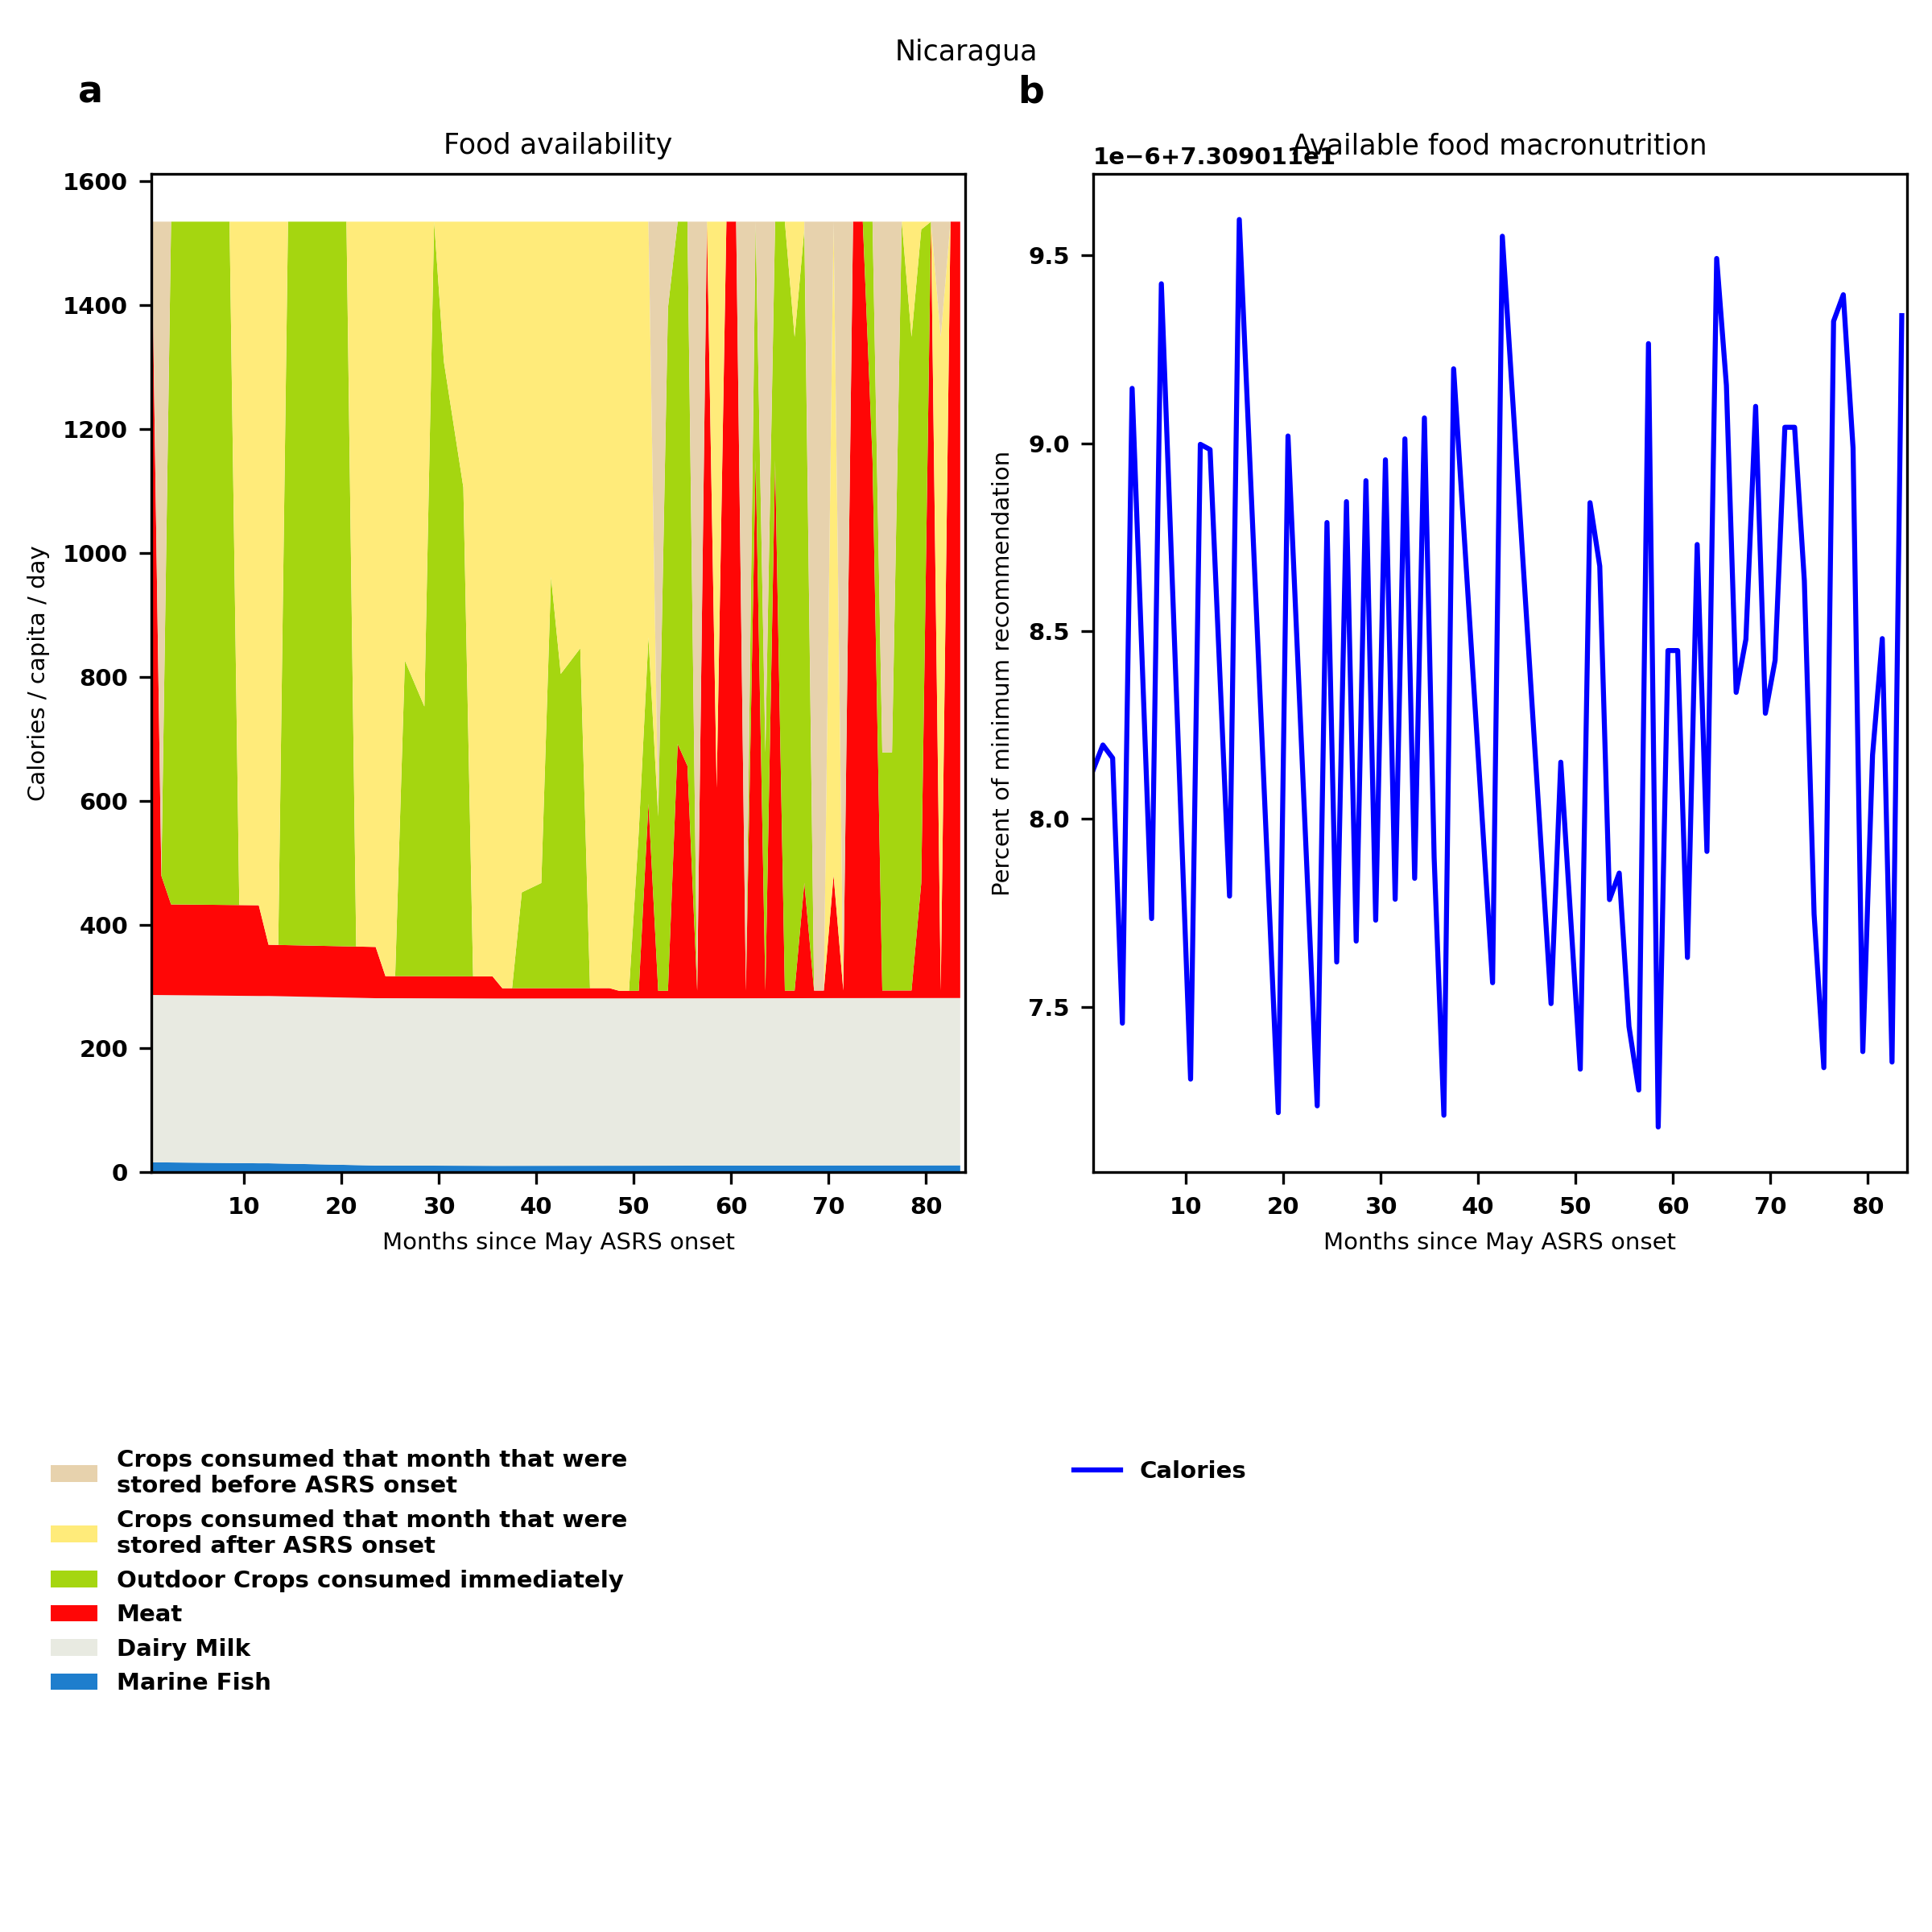 Nicaragua
a
Food availability
1600
1400
1200
1000
800
600
400
200
0
Calories / capita / day
10 20 30 40 50 60 70 80
Months since May ASRS onset
b
Available food macronutrition
1e−6+7.309011e1
9.5
9.0
8.5
8.0
7.5
Percent of minimum recommendation
10 20 30 40 50 60 70 80
Months since May ASRS onset
Crops consumed that month that were
stored before ASRS onset
Crops consumed that month that were
stored after ASRS onset
Outdoor Crops consumed immediately
Meat
Dairy Milk
Marine Fish
Calories